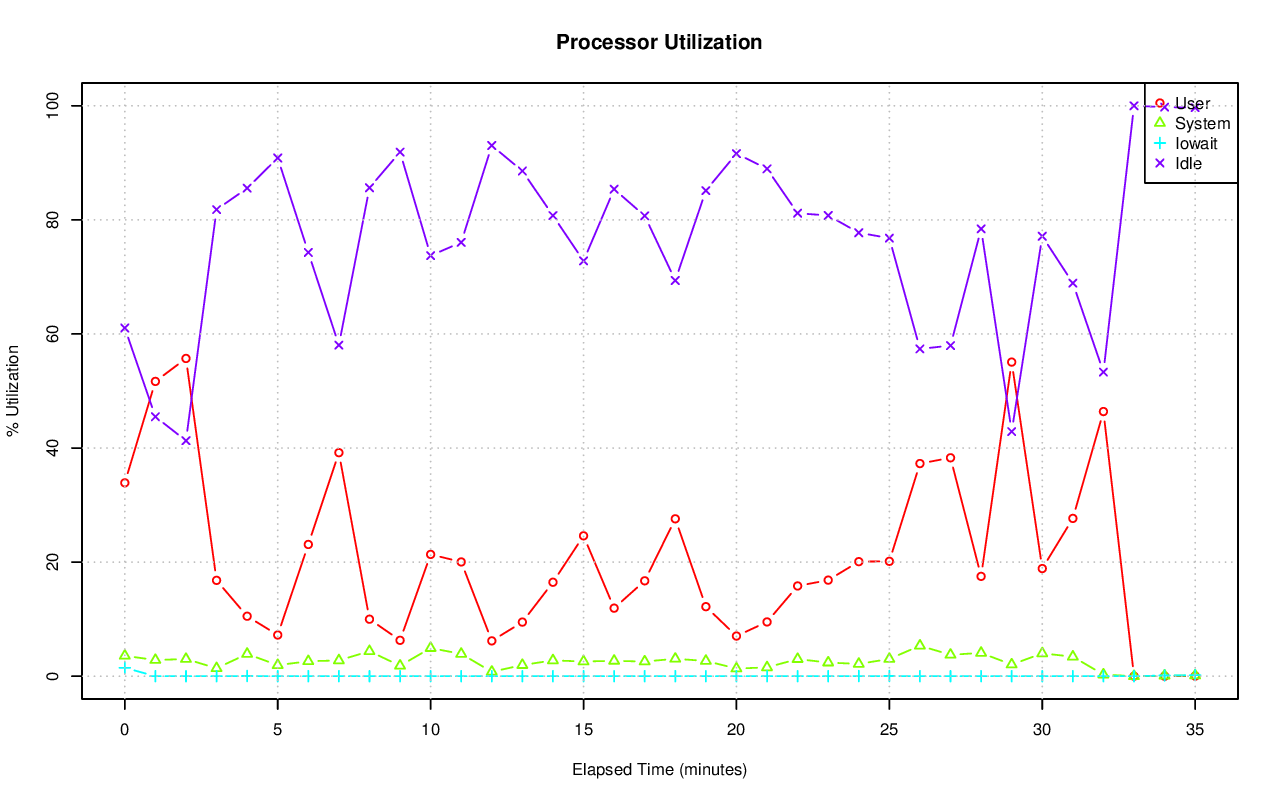 Processor Utilization
User
System
Iowait
Idle
% Utilization
100
80
60
40
20
0
0 5 10 15 20 25 30 35
Elapsed Time (minutes)